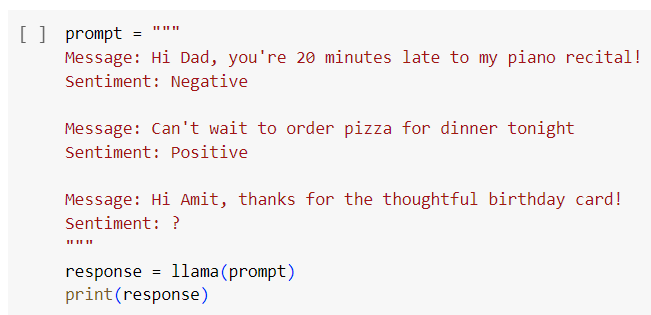 [ ] prompt = """
Message: Hi Dad, you're 20 minutes late to my piano recital!
Sentiment: Negative

Message: Can't wait to order pizza for dinner tonight
Sentiment: Positive

Message: Hi Amit, thanks for the thoughtful birthday card!
Sentiment: ?
"""
response = llama(prompt)
print(response)